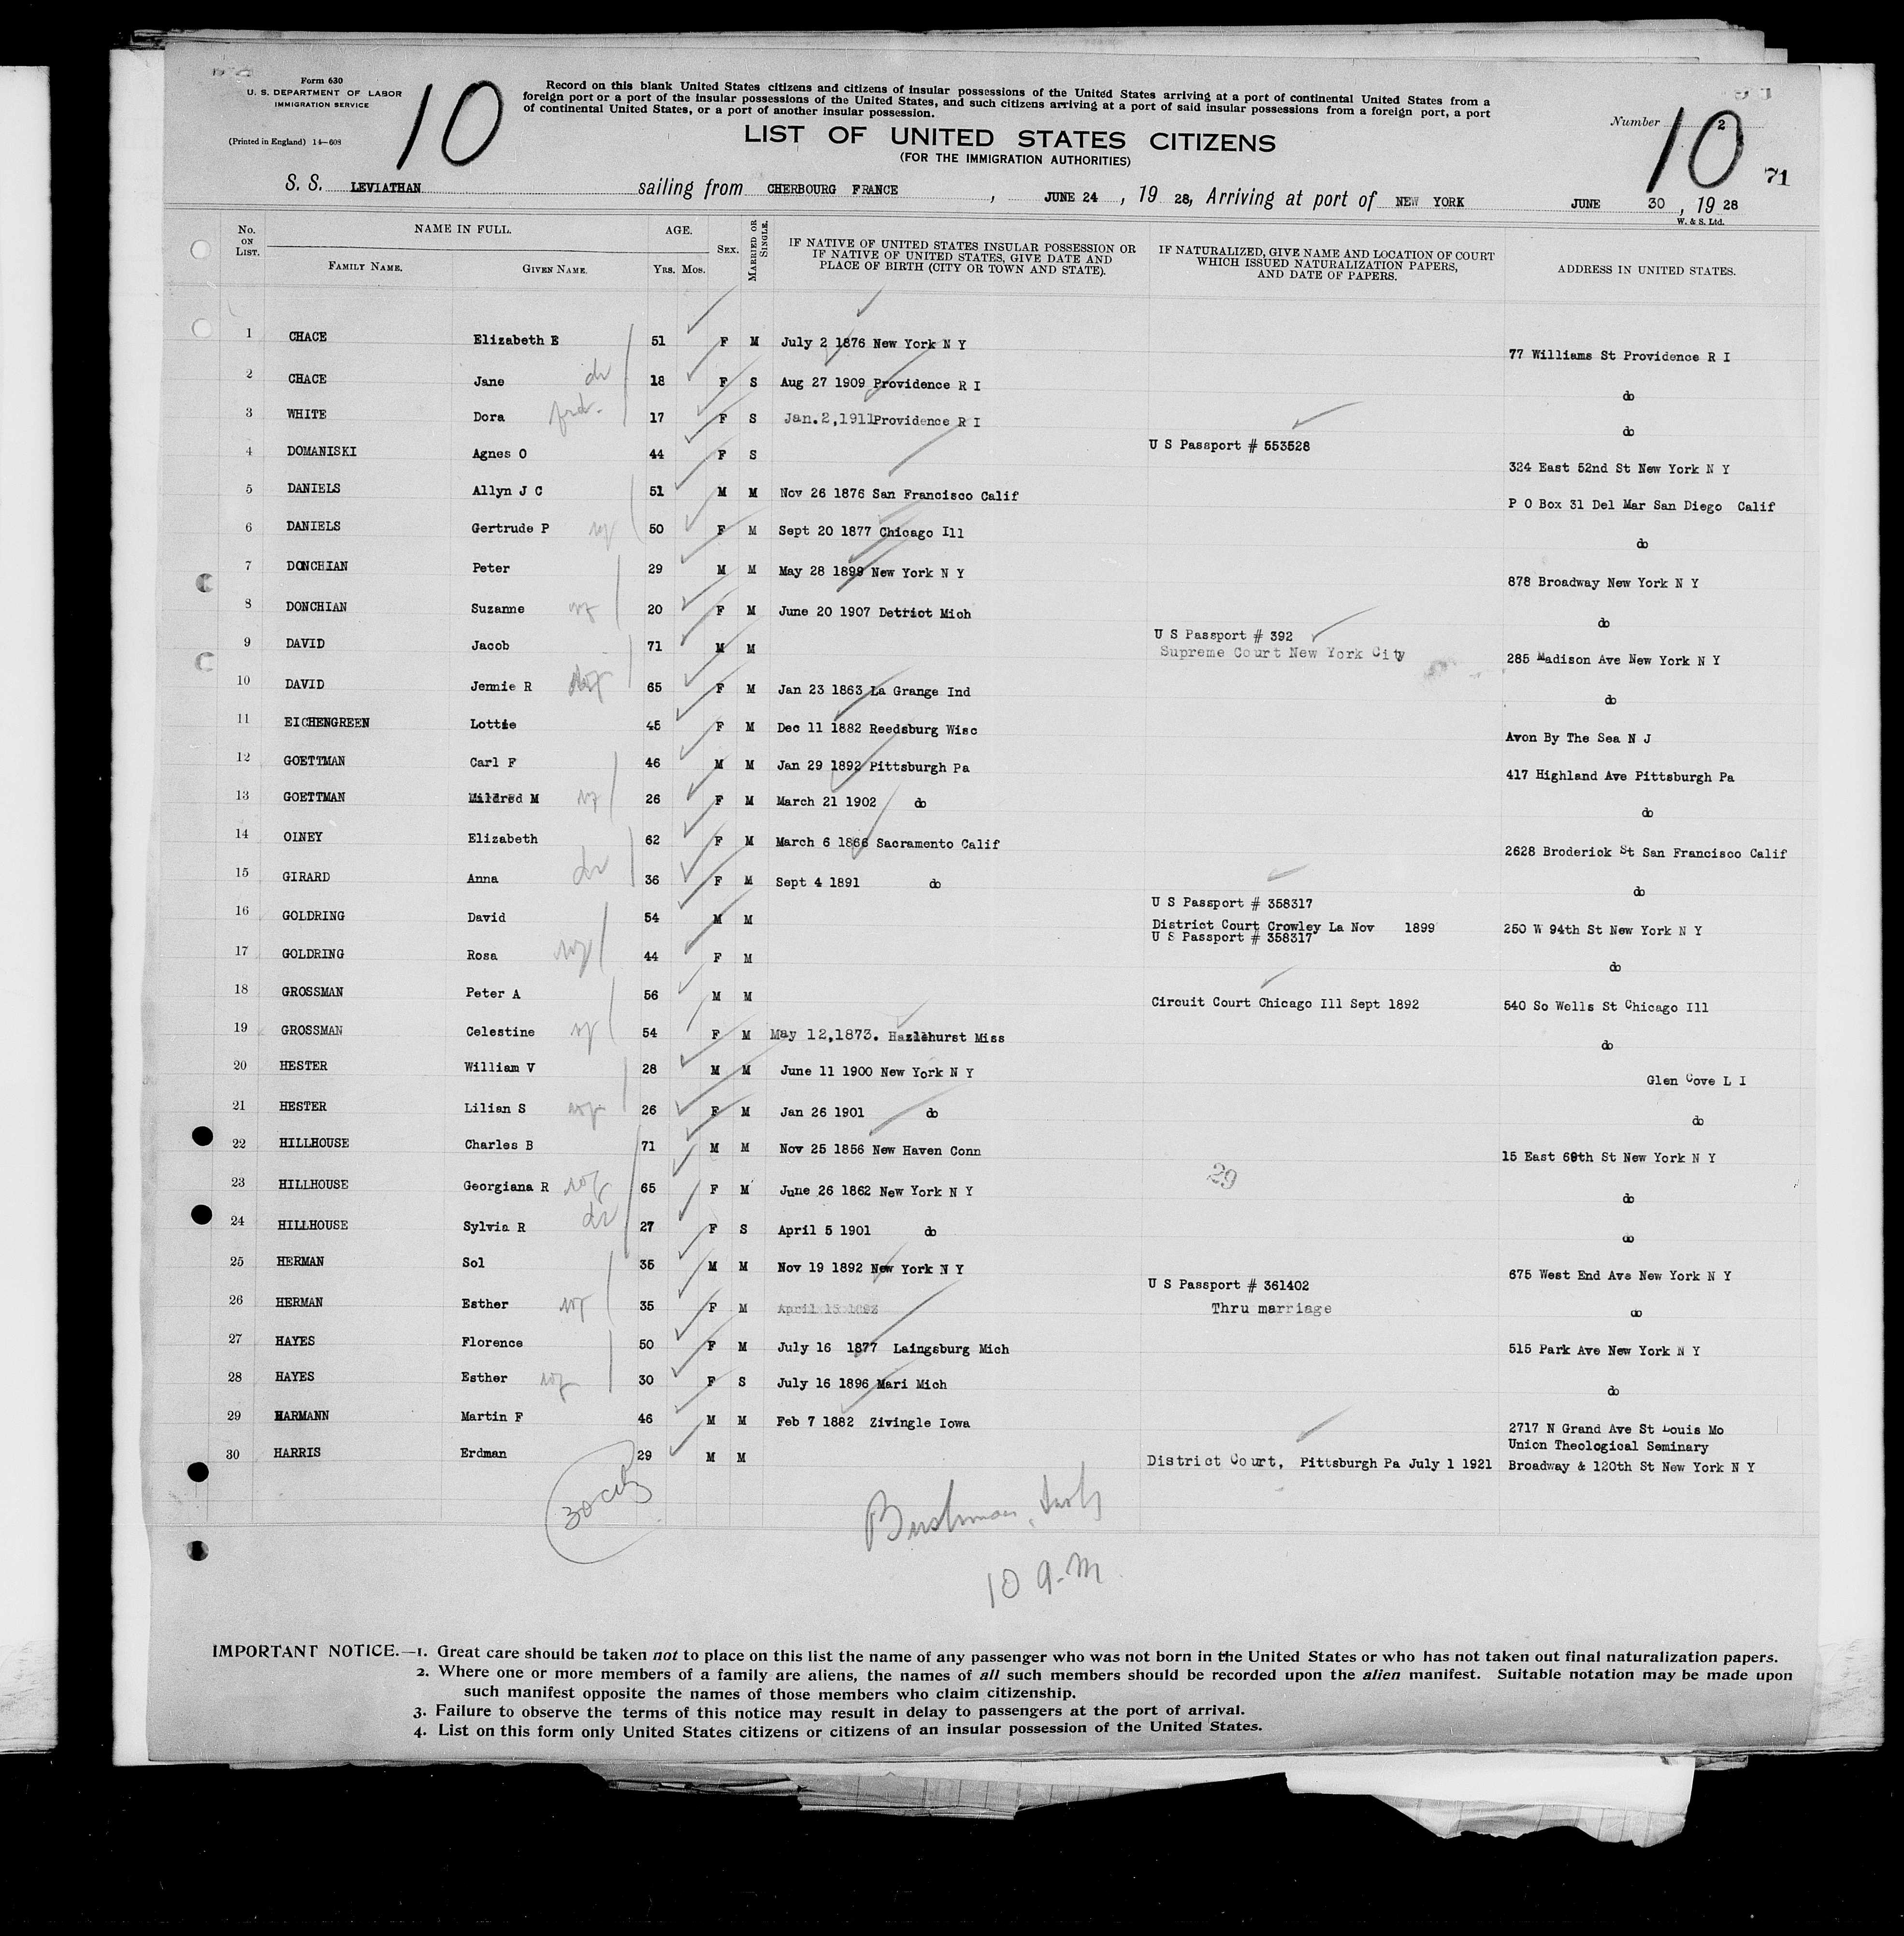 Form 630
U. S. DEPARTMENT OF LABOR
IMMIGRATION SERVICE
(Printed in England) 14—608
10
Record on this blank United States citizens and citizens of insular possessions of the United States arriving at a port of continental United States from a
foreign port or a port of the insular possessions of the United States, and such citizens arriving at a port of said insular possessions from a foreign port, a port
of continental United States, or a port of another insular possession.
LIST OF UNITED STATES CITIZENS
(FOR THE IMMIGRATION AUTHORITIES)
Number 2
10
71
S. S. LEVIATHAN sailing from CHERBOURG FRANCE, JUNE 24, 19 28, Arriving at port of NEW YORK JUNE 30, 19 28
W. & S. Ltd.
No. ON LIST. NAME IN FULL. FAMILY NAME. GIVEN NAME. AGE. Yrs. Mos. SEX. MARRIED OR SINGLE. IF NATIVE OF UNITED STATES INSULAR POSSESSION OR IF NATIVE OF UNITED STATES, GIVE DATE AND PLACE OF BIRTH (CITY OR TOWN AND STATE). IF NATURALIZED, GIVE NAME AND LOCATION OF COURT WHICH ISSUED NATURALIZATION PAPERS, AND DATE OF PAPERS. ADDRESS IN UNITED STATES.
1 CHACE Elizabeth E 51 F M July 2 1876 New York N Y 77 Williams St Providence R I
2 CHACE Jane 18 F S Aug 27 1909 Providence R I do
3 WHITE Dora 17 F S Jan.2,1911 Providence R I do
4 DOMANISKI Agnes O 44 F S U S Passport # 553528 324 East 52nd St New York N Y
5 DANIELS Allyn J C 51 M M Nov 26 1876 San Francisco Calif P O Box 31 Del Mar San Diego Calif
6 DANIELS Gertrude P 50 F M Sept 20 1877 Chicago Ill do
7 DONCHIAN Peter 29 M M May 28 1899 New York N Y 878 Broadway New York N Y
8 DONCHIAN Suzanne 20 F M June 20 1907 Detriot Mich do
9 DAVID Jacob 71 M M U S Passport # 392 Supreme Court New York City 285 Madison Ave New York N Y
10 DAVID Jennie R 65 F M Jan 23 1863 La Grange Ind do
11 EICHENGREEN Lottie 45 F M Dec 11 1882 Reedsburg Wisc Avon By The Sea N J
12 GOETTMAN Carl F 46 M M Jan 29 1892 Pittsburgh Pa 417 Highland Ave Pittsburgh Pa
13 GOETTMAN Mildred M 26 F M March 21 1902 do do
14 OLNEY Elizabeth 62 F M March 6 1866 Sacramento Calif 2628 Broderick St San Francisco Calif
15 GIRARD Anna 36 F M Sept 4 1891 do do
16 GOLDRING David 54 M M U S Passport # 358317 District Court Crowley La Nov 1899 250 W 94th St New York N Y
17 GOLDRING Rosa 44 F M U S Passport # 358317 do
18 GROSSMAN Peter A 56 M M Circuit Court Chicago Ill Sept 1892 540 So Wells St Chicago Ill
19 GROSSMAN Celestine 54 F M May 12,1873. Hazlehurst Miss do
20 HESTER William V 28 M M June 11 1900 New York N Y Glen Cove L I
21 HESTER Lilian S 26 F M Jan 26 1901 do do
22 HILLHOUSE Charles B 71 M M Nov 25 1856 New Haven Conn 15 East 69th St New York N Y
23 HILLHOUSE Georgiana R 65 F M June 26 1862 New York N Y 29 do
24 HILLHOUSE Sylvia R 27 F S April 5 1901 do do
25 HERMAN Sol 35 M M Nov 19 1892 New York N Y 675 West End Ave New York N Y
26 HERMAN Esther 35 F M U S Passport # 361402 Thru marriage do
27 HAYES Florence 50 F M July 16 1877 Laingsburg Mich 515 Park Ave New York N Y
28 HAYES Esther 30 F S July 16 1896 Mari Mich do
29 HARMANN Martin F 46 M M Feb 7 1882 Zivingle Iowa 2717 N Grand Ave St Louis Mo
30 HARRIS Erdman 29 M M District Court, Pittsburgh Pa July 1 1921 Union Theological Seminary Broadway & 120th St New York N Y
10 a.m
IMPORTANT NOTICE.—1. Great care should be taken not to place on this list the name of any passenger who was not born in the United States or who has not taken out final naturalization papers.
2. Where one or more members of a family are aliens, the names of all such members should be recorded upon the alien manifest. Suitable notation may be made upon
such manifest opposite the names of those members who claim citizenship.
3. Failure to observe the terms of this notice may result in delay to passengers at the port of arrival.
4. List on this form only United States citizens or citizens of an insular possession of the United States.